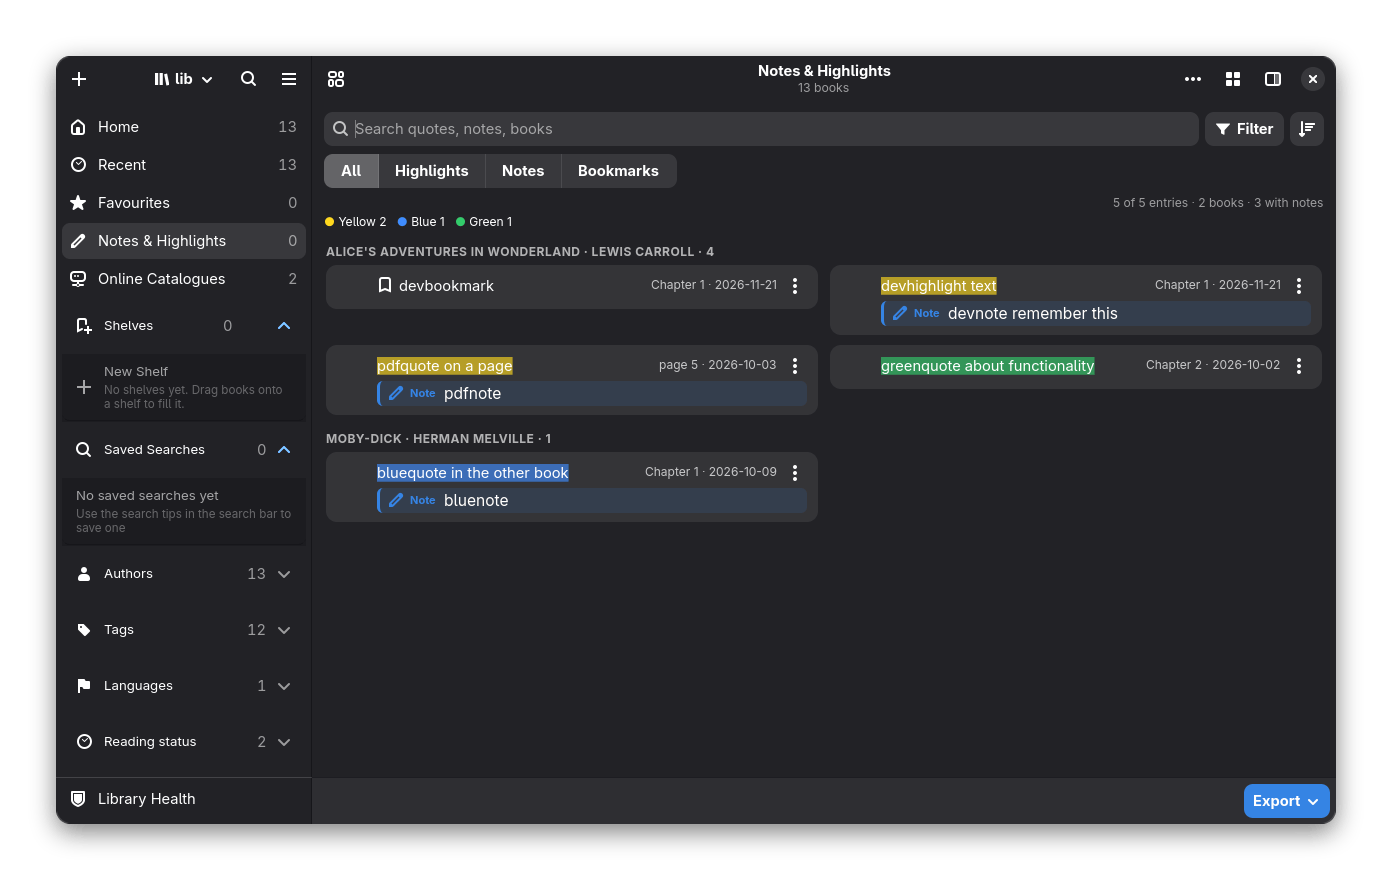 lib
Home 13
Recent 13
Favourites 0
Notes & Highlights 0
Online Catalogues 2
Shelves 0
New Shelf
No shelves yet. Drag books onto
a shelf to fill it.
Saved Searches 0
No saved searches yet
Use the search tips in the search bar to
save one
Authors 13
Tags 12
Languages 1
Reading status 2
Library Health
Notes & Highlights
13 books
Search quotes, notes, books
Filter
All Highlights Notes Bookmarks
5 of 5 entries · 2 books · 3 with notes
Yellow 2 Blue 1 Green 1
ALICE'S ADVENTURES IN WONDERLAND · LEWIS CARROLL · 4
devbookmark Chapter 1 · 2026-11-21
devhighlight text Chapter 1 · 2026-11-21
Note devnote remember this
pdfquote on a page page 5 · 2026-10-03
Note pdfnote
greenquote about functionality Chapter 2 · 2026-10-02
MOBY-DICK · HERMAN MELVILLE · 1
bluequote in the other book Chapter 1 · 2026-10-09
Note bluenote
Export